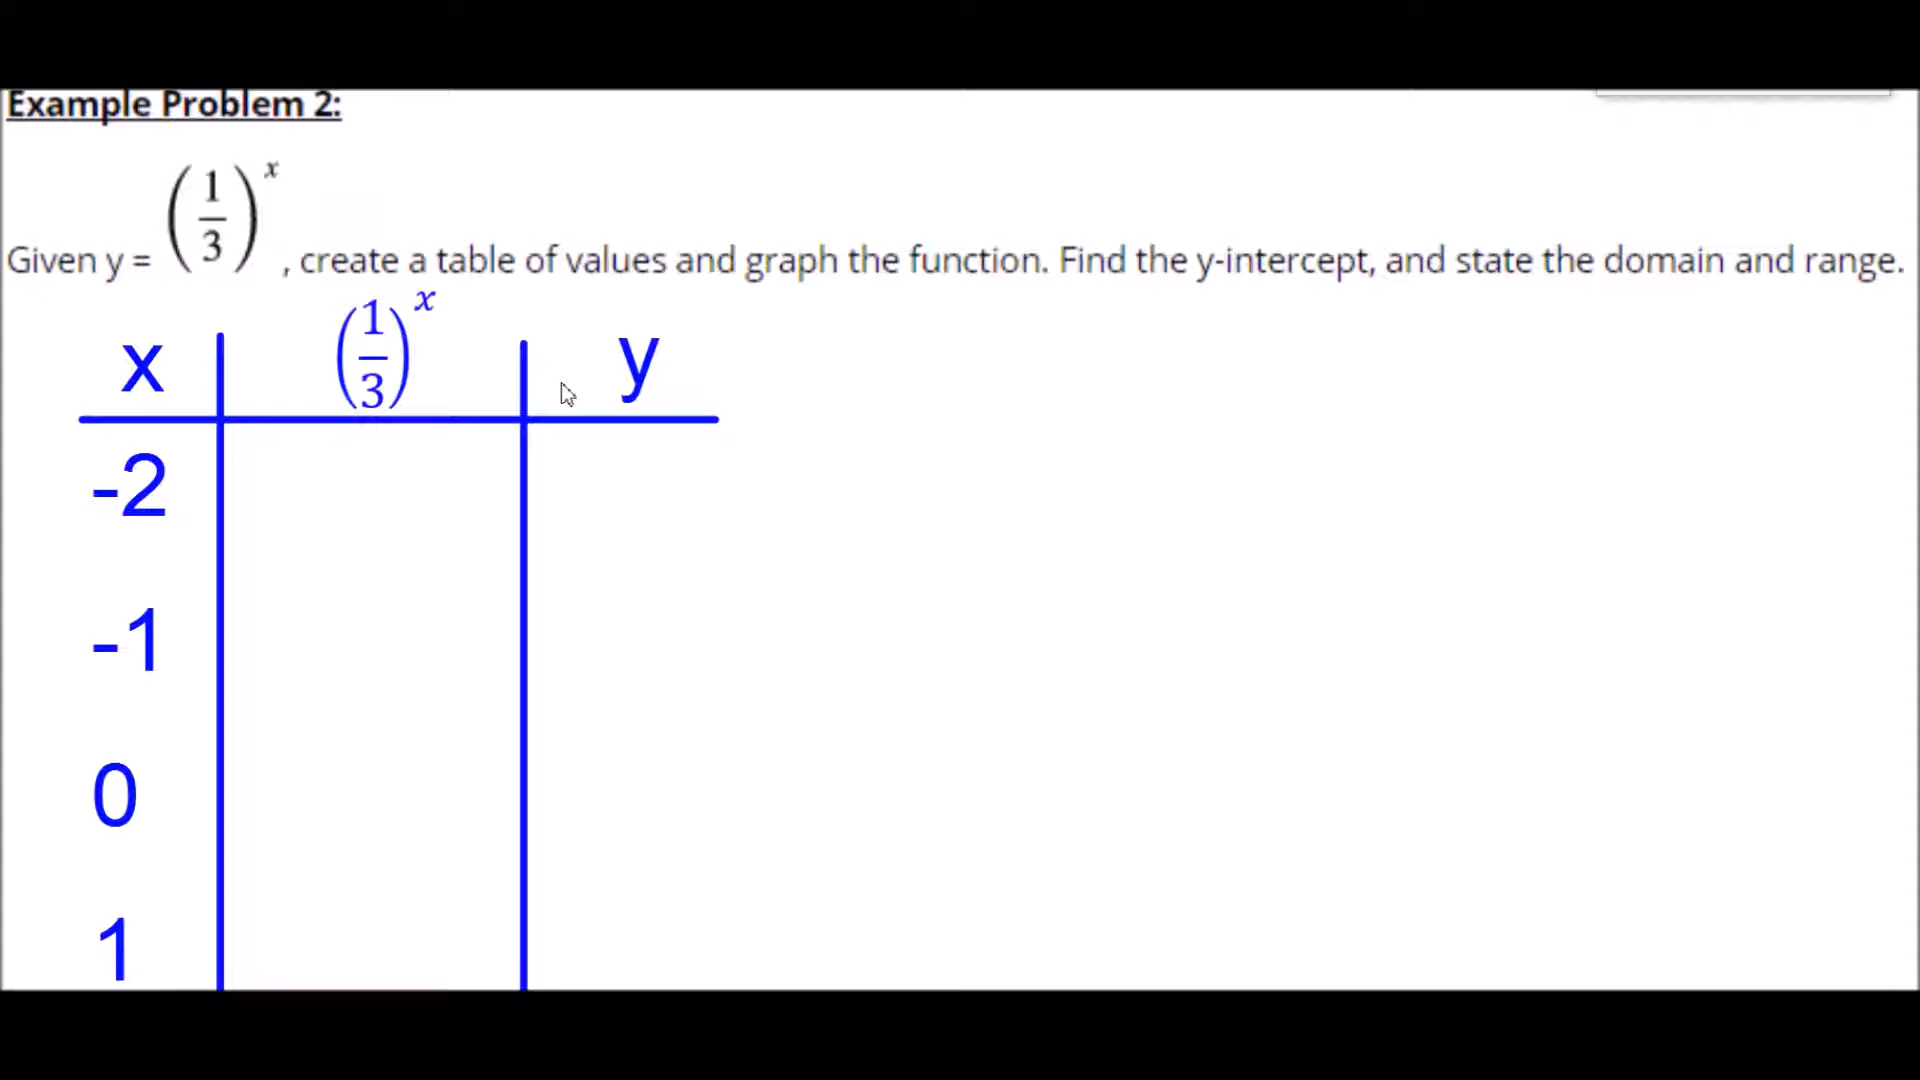 Example Problem 2:
Given y = (1/3)^x, create a table of values and graph the function. Find the y-intercept, and state the domain and range.
x (1/3)^x y
-2
-1
0
1